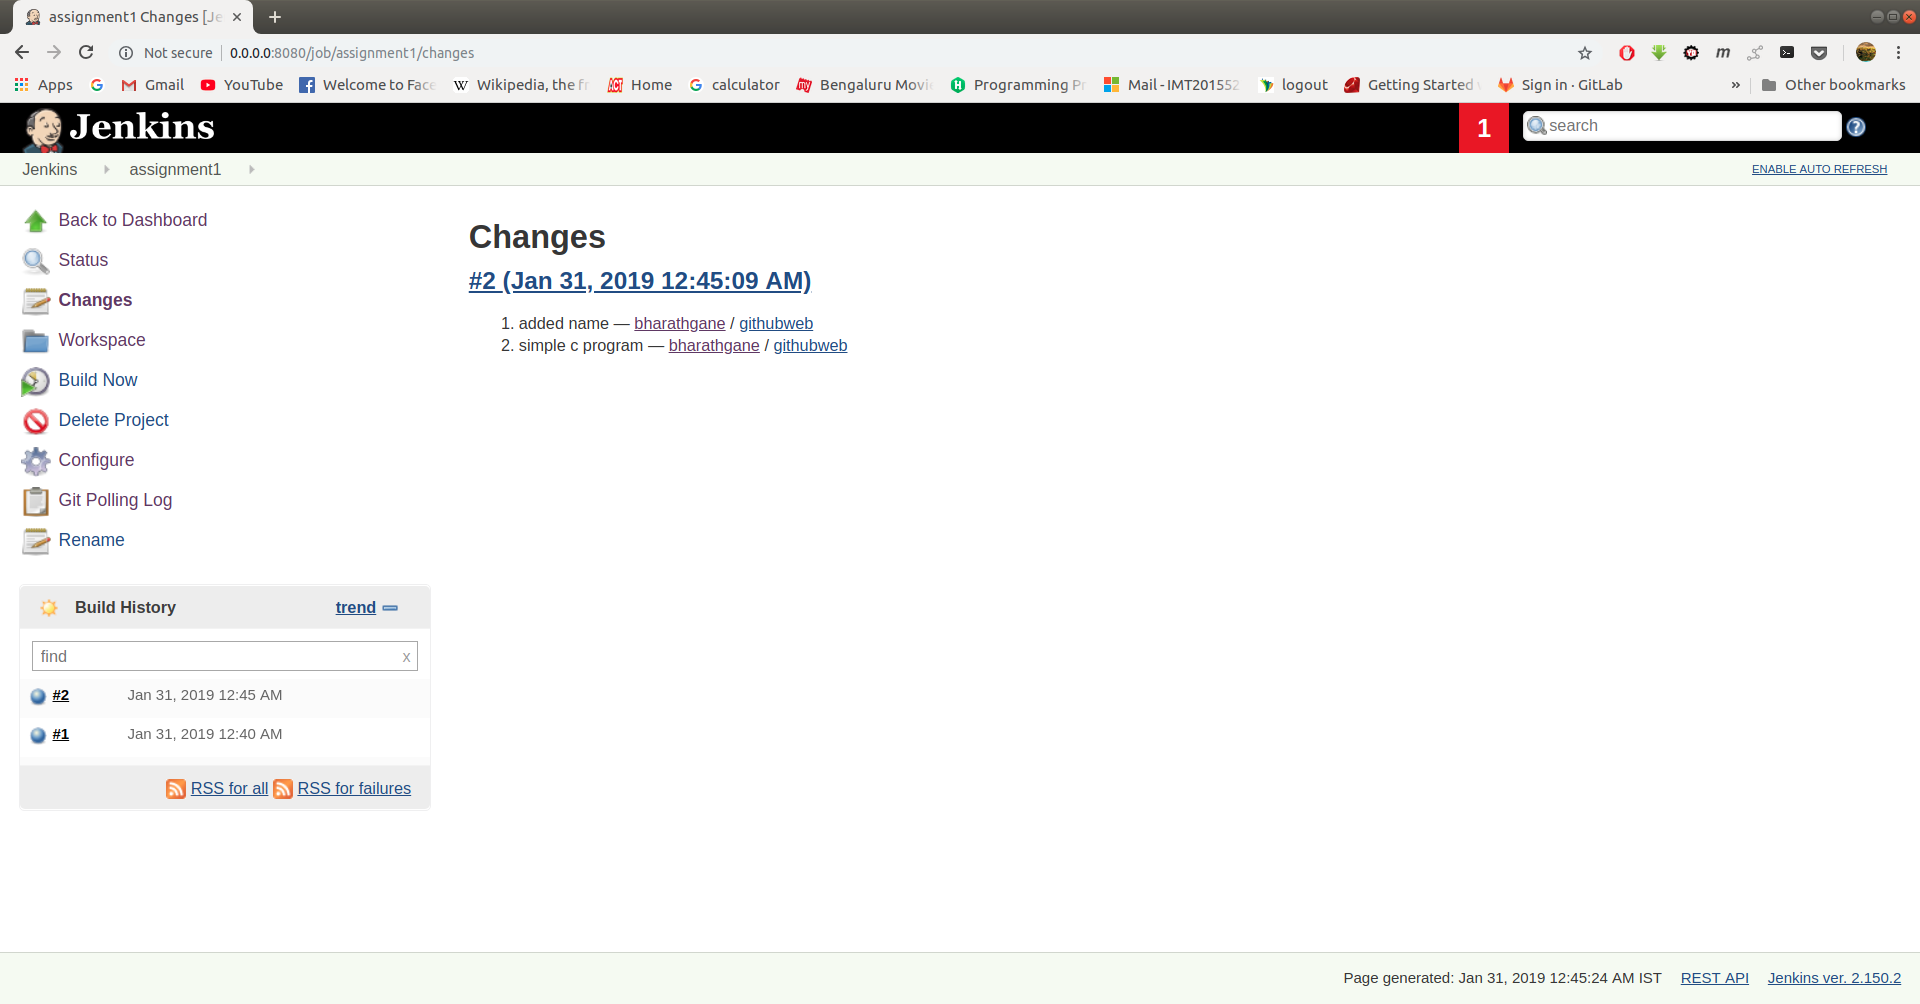 assignment1 Changes [Je
Not secure 0.0.0.0:8080/job/assignment1/changes
Apps Gmail YouTube Welcome to Face Wikipedia, the fr Home calculator Bengaluru Movie Programming Pr Mail - IMT201552 logout Getting Started Sign in · GitLab » Other bookmarks
Jenkins 1 search
Jenkins assignment1 ENABLE AUTO REFRESH
Back to Dashboard
Status
Changes
Workspace
Build Now
Delete Project
Configure
Git Polling Log
Rename
Build History trend
find x
#2 Jan 31, 2019 12:45 AM
#1 Jan 31, 2019 12:40 AM
RSS for all RSS for failures
Changes
#2 (Jan 31, 2019 12:45:09 AM)
1. added name — bharathgane / githubweb
2. simple c program — bharathgane / githubweb
Page generated: Jan 31, 2019 12:45:24 AM IST REST API Jenkins ver. 2.150.2